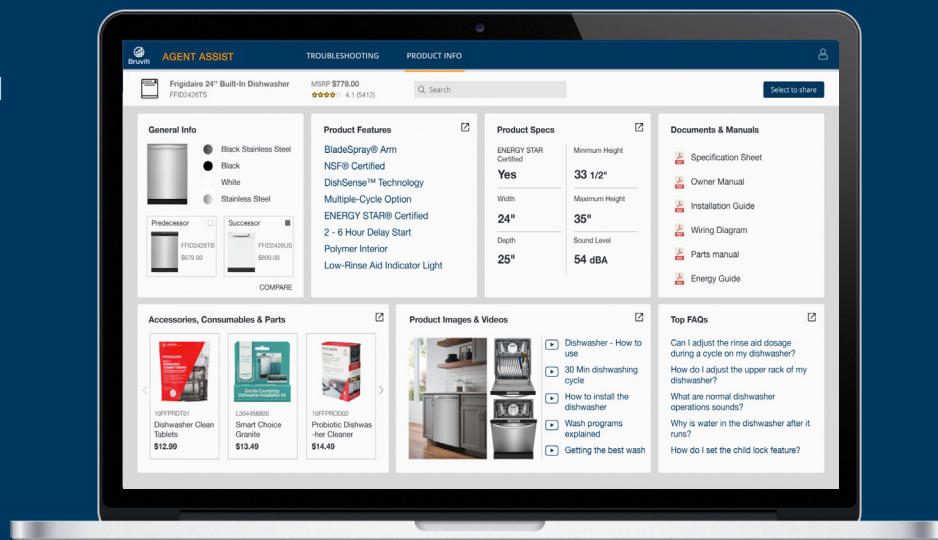 Bruviti
AGENT ASSIST
TROUBLESHOOTING
PRODUCT INFO
Frigidaire 24" Built-In Dishwasher
FFID2426TS
MSRP $779.00
4.1 (5412)
Search
Select to share
General Info
Black Stainless Steel
Black
White
Stainless Steel
Predecessor
FFID2426TB
$679.00
Successor
FFID2426US
$899.00
COMPARE
Product Features
BladeSpray® Arm
NSF® Certified
DishSense™ Technology
Multiple-Cycle Option
ENERGY STAR® Certified
2 - 6 Hour Delay Start
Polymer Interior
Low-Rinse Aid Indicator Light
Product Specs
ENERGY STAR
Certified
Yes
Minimum Height
33 1/2"
Width
24"
Maximum Height
35"
Depth
25"
Sound Level
54 dBA
Documents & Manuals
Specification Sheet
Owner Manual
Installation Guide
Wiring Diagram
Parts manual
Energy Guide
Accessories, Consumables & Parts
10FFPRDT01
Dishwasher Clean
Tablets
$12.99
L304458800
Smart Choice
Granite
$13.49
10FFPROD02
Probiotic Dishwas
-her Cleaner
$14.49
Product Images & Videos
Dishwasher - How to
use
30 Min dishwashing
cycle
How to install the
dishwasher
Wash programs
explained
Getting the best wash
Top FAQs
Can I adjust the rinse aid dosage
during a cycle on my dishwasher?
How do I adjust the upper rack of my
dishwasher?
What are normal dishwasher
operations sounds?
Why is water in the dishwasher after it
runs?
How do I set the child lock feature?